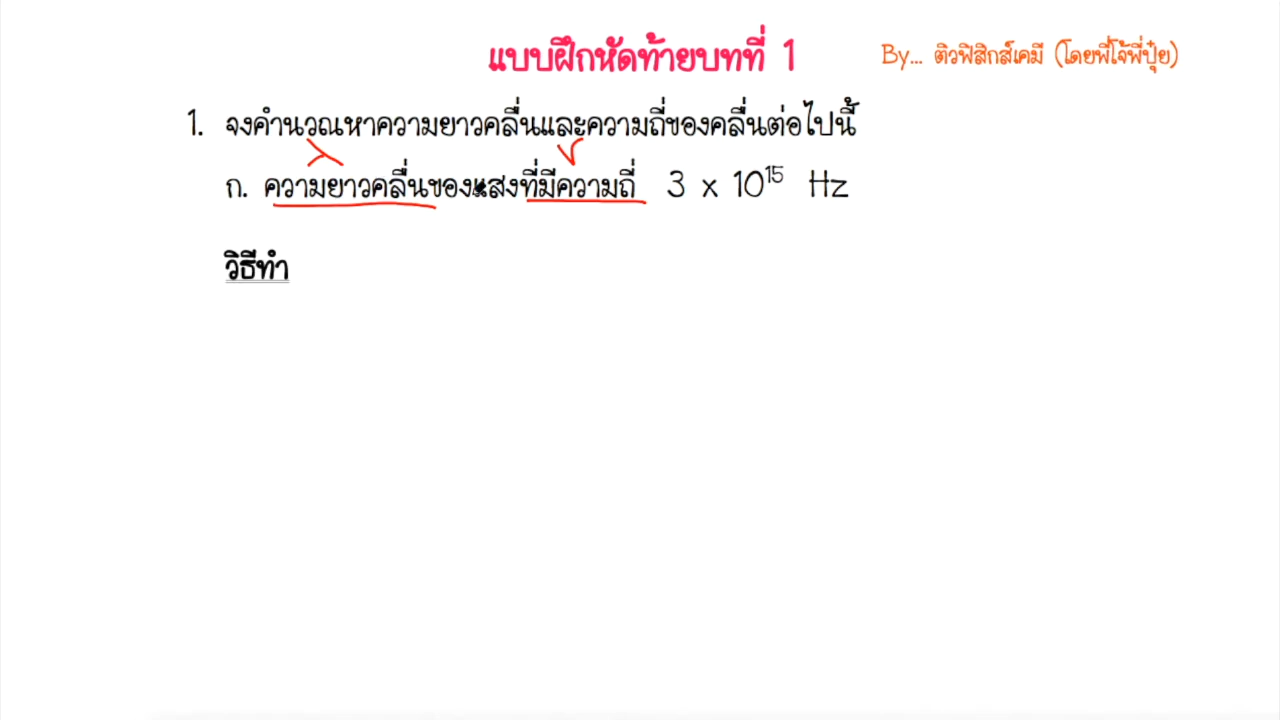 แบบฝึกหัดท้ายบทที่ 1
By... ติวฟิสิกส์เคมี (โดยพี่โจ้พี่ปุ๋ย)
1. จงคำนวณหาความยาวคลื่นและความถี่ของคลื่นต่อไปนี้
ก. ความยาวคลื่นของแสงที่มีความถี่ 3 x 10¹⁵ Hz
วิธีทำ